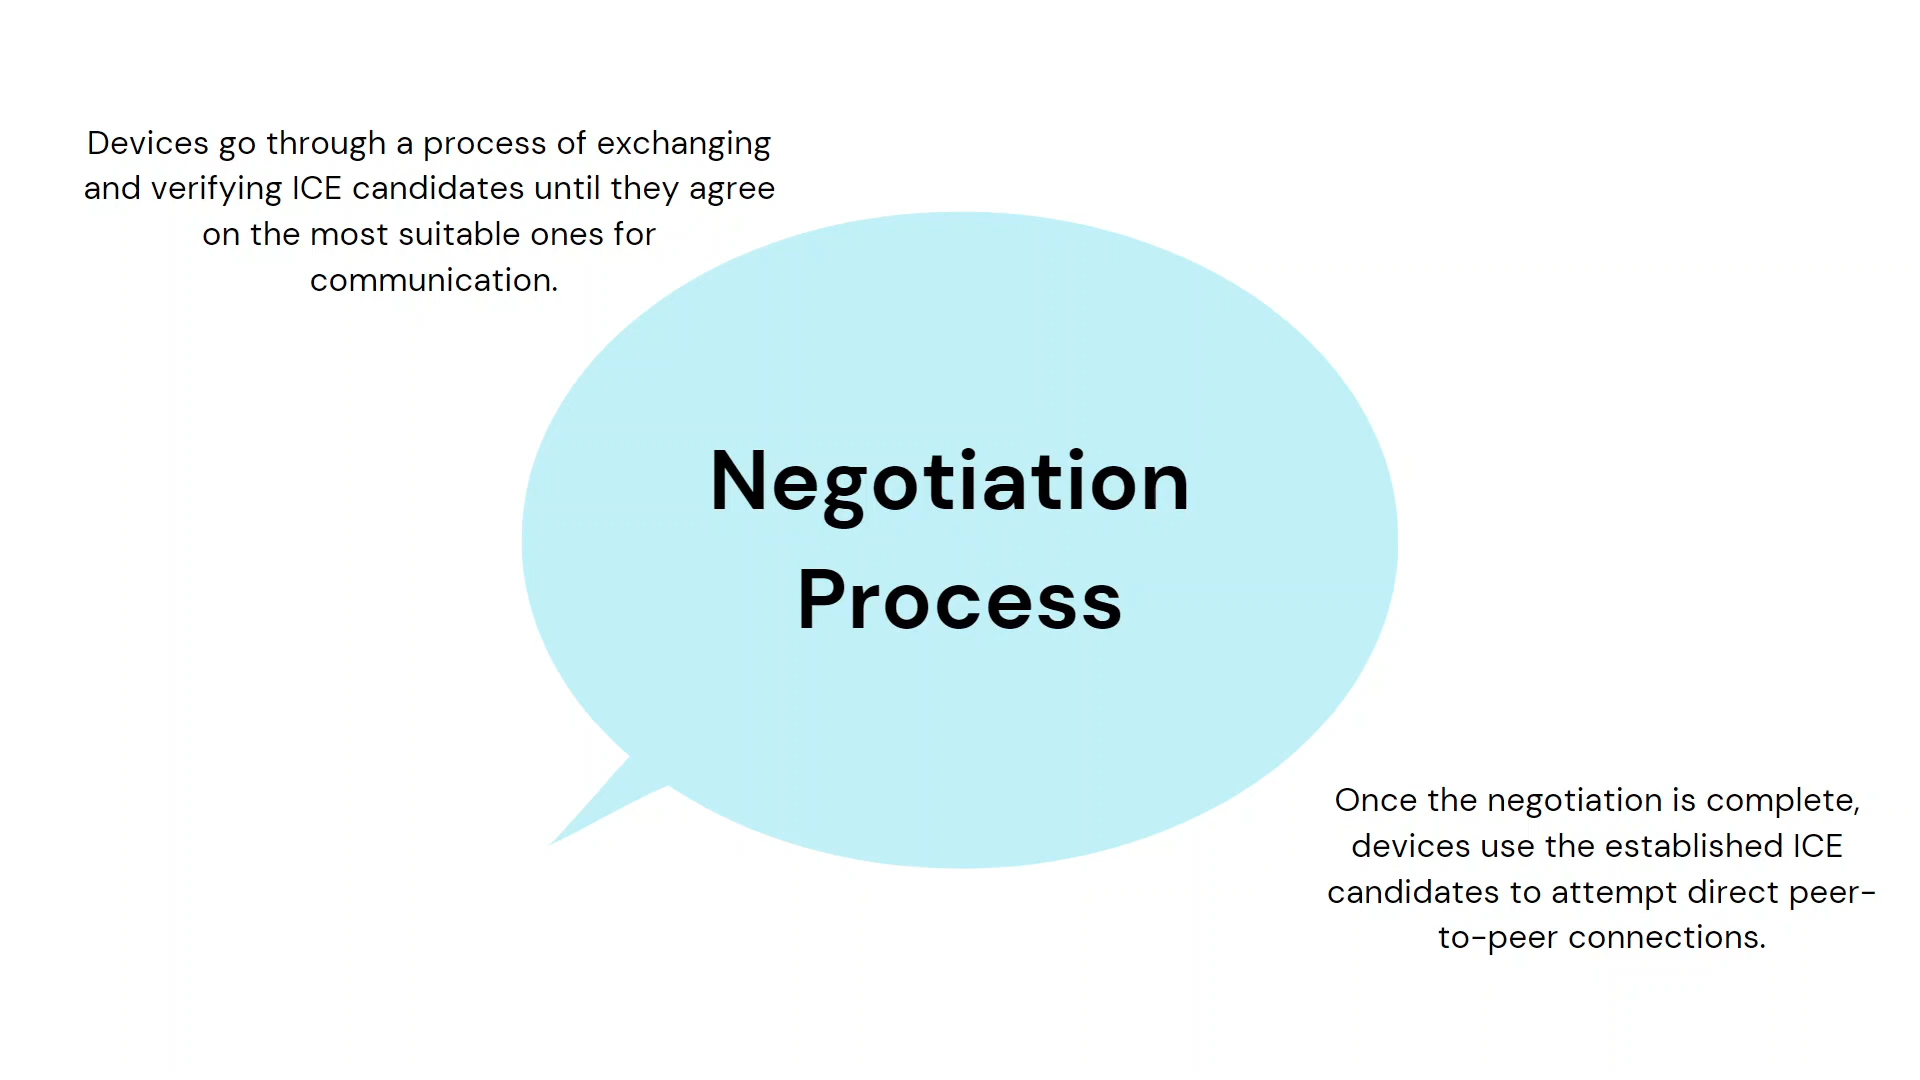 Devices go through a process of exchanging
and verifying ICE candidates until they agree
on the most suitable ones for
communication.
Negotiation
Process
Once the negotiation is complete,
devices use the established ICE
candidates to attempt direct peer-
to-peer connections.